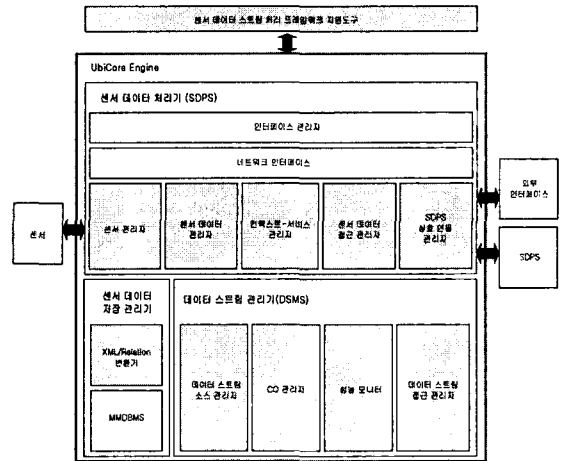 센서 데이터 스트림 처리 프레임워크 지원도구
UbiCore Engine
센서 데이터 처리기 (SDPS)
인터페이스 관리자
네트워크 인터페이스
센서
센서 관리자
센서 데이터
관리자
컨텍스트-서비스
관리자
센서 데이터
접근 관리자
SDPS
상호 연동
관리자
외부
인터페이스
SDPS
센서 데이터
저장 관리기
XML/Relation
변환기
MMDBMS
데이터 스트림 관리기(DSMS)
데이터 스트림
소스 관리자
CQ 관리자
성능 모니터
데이터 스트림
접근 관리자